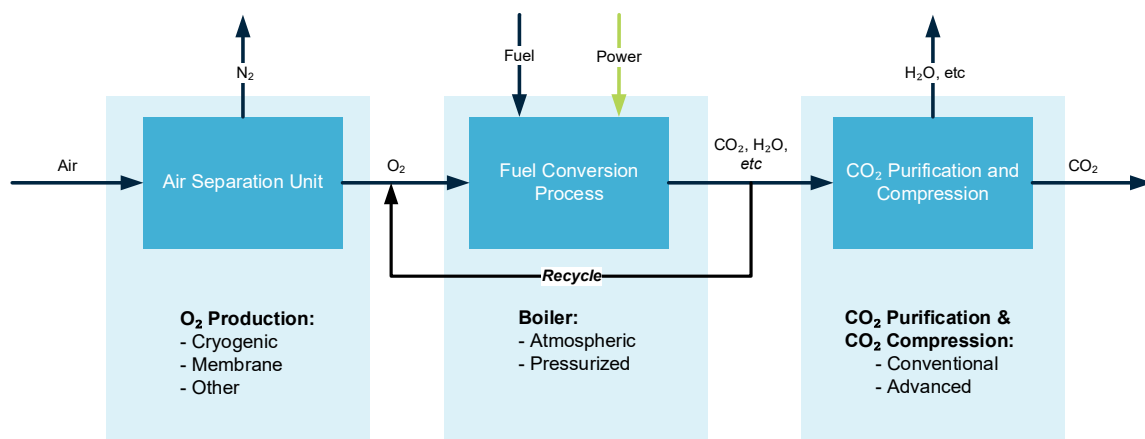 N₂
Fuel
Power
H₂O, etc
Air
Air Separation Unit
O₂
Fuel Conversion
Process
CO₂, H₂O,
etc
CO₂ Purification and
Compression
CO₂
Recycle
O₂ Production:
- Cryogenic
- Membrane
- Other
Boiler:
- Atmospheric
- Pressurized
CO₂ Purification &
CO₂ Compression:
- Conventional
- Advanced